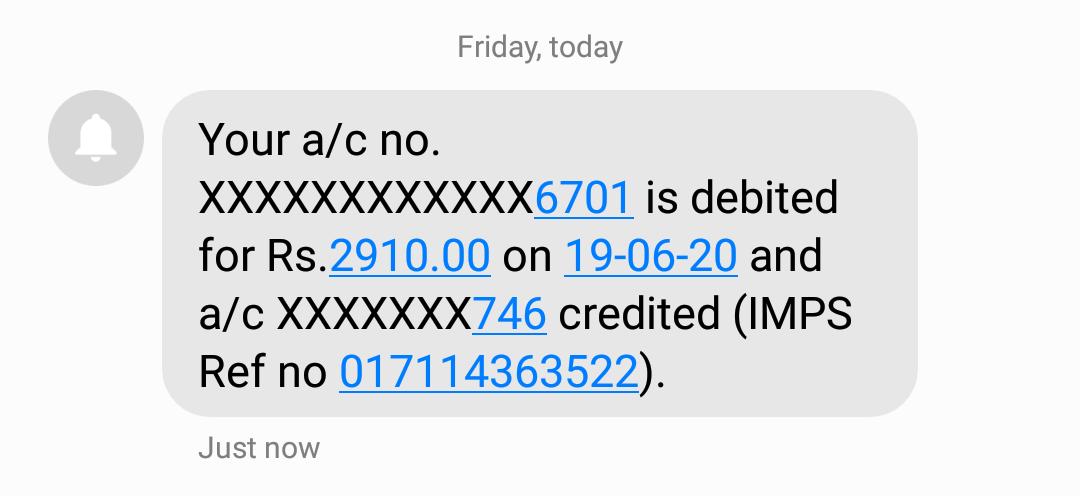 Friday, today
Your a/c no.
XXXXXXXXXXXX6701 is debited
for Rs.2910.00 on 19-06-20 and
a/c XXXXXXX746 credited (IMPS
Ref no 017114363522).
Just now